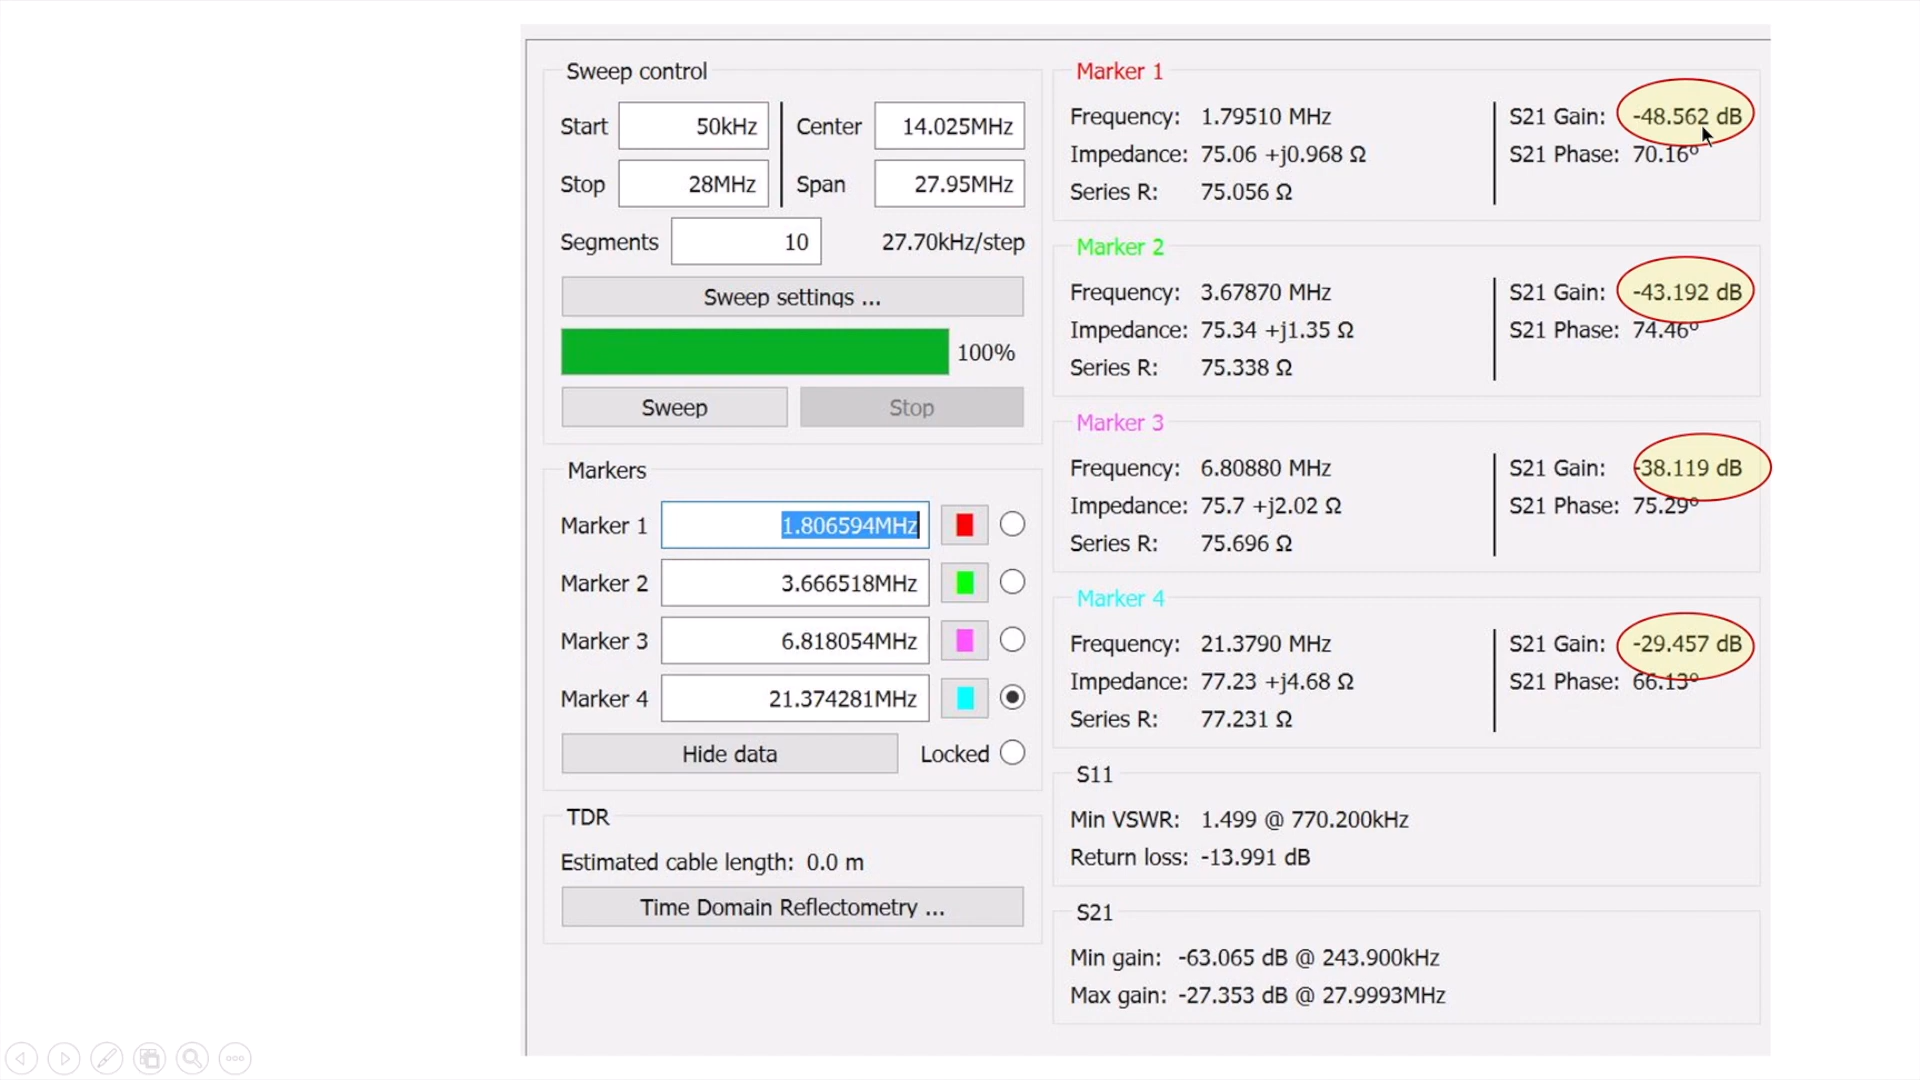 Sweep control
Start 50kHz Center 14.025MHz
Stop 28MHz Span 27.95MHz
Segments 10 27.70kHz/step
Sweep settings ...
100%
Sweep Stop
Markers
Marker 1 1.806594MHz
Marker 2 3.666518MHz
Marker 3 6.818054MHz
Marker 4 21.374281MHz
Hide data Locked
TDR
Estimated cable length: 0.0 m
Time Domain Reflectometry ...
Marker 1
Frequency: 1.79510 MHz S21 Gain: -48.562 dB
Impedance: 75.06 +j0.968 Ω S21 Phase: 70.16º
Series R: 75.056 Ω
Marker 2
Frequency: 3.67870 MHz S21 Gain: -43.192 dB
Impedance: 75.34 +j1.35 Ω S21 Phase: 74.46º
Series R: 75.338 Ω
Marker 3
Frequency: 6.80880 MHz S21 Gain: -38.119 dB
Impedance: 75.7 +j2.02 Ω S21 Phase: 75.29º
Series R: 75.696 Ω
Marker 4
Frequency: 21.3790 MHz S21 Gain: -29.457 dB
Impedance: 77.23 +j4.68 Ω S21 Phase: 66.13º
Series R: 77.231 Ω
S11
Min VSWR: 1.499 @ 770.200kHz
Return loss: -13.991 dB
S21
Min gain: -63.065 dB @ 243.900kHz
Max gain: -27.353 dB @ 27.9993MHz